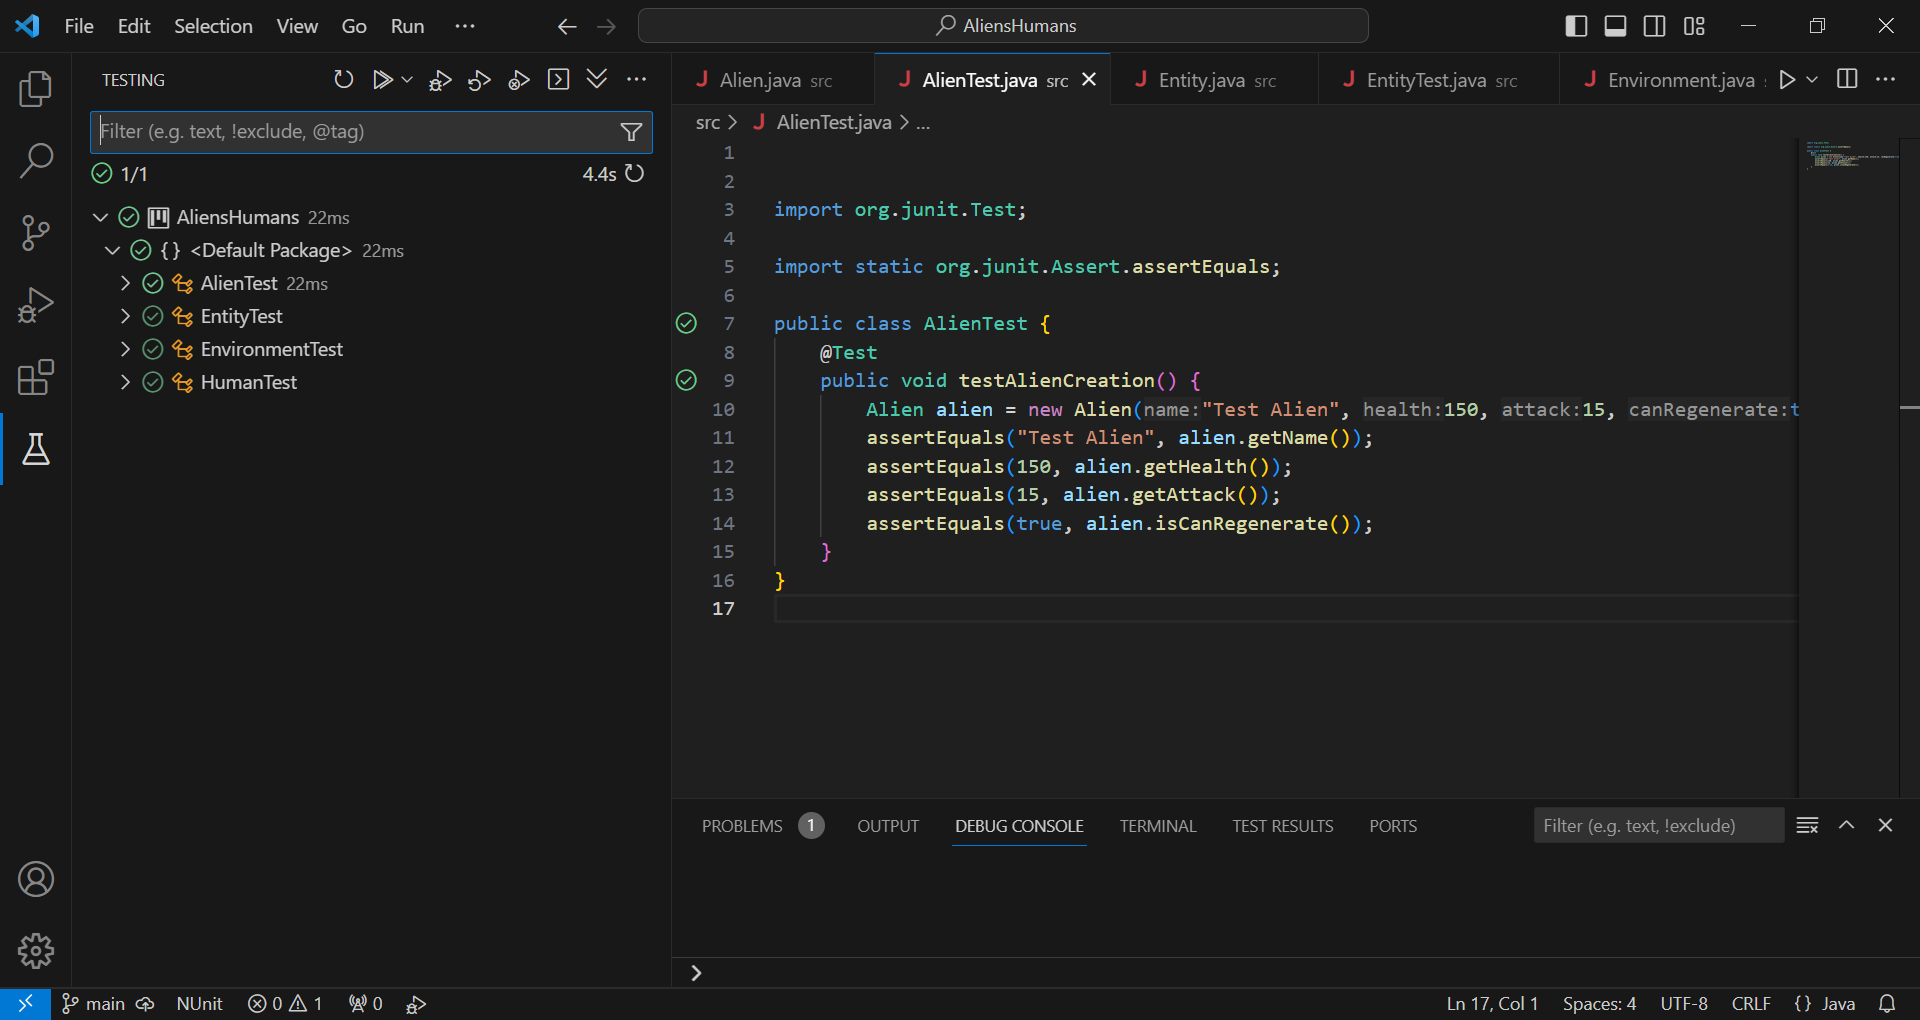 File Edit Selection View Go Run ··· AliensHumans
TESTING
Filter (e.g. text, !exclude, @tag)
1/1 4.4s
AliensHumans 22ms
{} <Default Package> 22ms
AlienTest 22ms
EntityTest
EnvironmentTest
HumanTest
J Alien.java src J AlienTest.java src J Entity.java src J EntityTest.java src J Environment.java
src > J AlienTest.java > ...
1
2
3 import org.junit.Test;
4
5 import static org.junit.Assert.assertEquals;
6
7 public class AlienTest {
8 @Test
9 public void testAlienCreation() {
10 Alien alien = new Alien(name:"Test Alien", health:150, attack:15, canRegenerate:t
11 assertEquals("Test Alien", alien.getName());
12 assertEquals(150, alien.getHealth());
13 assertEquals(15, alien.getAttack());
14 assertEquals(true, alien.isCanRegenerate());
15 }
16 }
17
PROBLEMS 1 OUTPUT DEBUG CONSOLE TERMINAL TEST RESULTS PORTS Filter (e.g. text, !exclude)
>
main NUnit 0 1 0 Ln 17, Col 1 Spaces: 4 UTF-8 CRLF {} Java